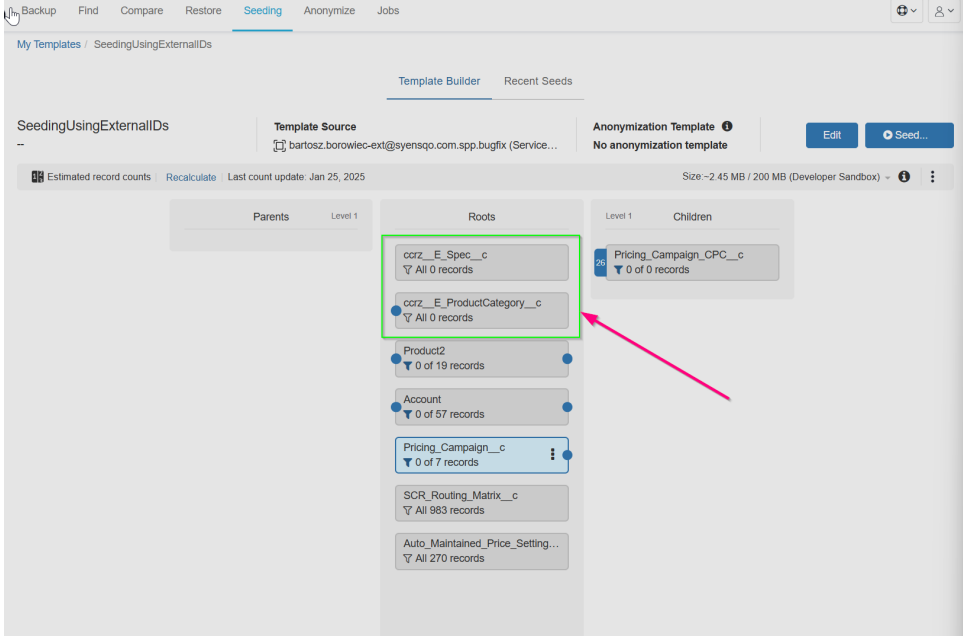 Backup Find Compare Restore Seeding Anonymize Jobs
My Templates / SeedingUsingExternalIDs
Template Builder Recent Seeds
SeedingUsingExternalIDs
--
Template Source
bartosz.borowiec-ext@syensqo.com.spp.bugfix (Service...
Anonymization Template
No anonymization template
Edit
Seed...
Estimated record counts Recalculate Last count update: Jan 25, 2025
Size:~2.45 MB / 200 MB (Developer Sandbox)
Parents Level 1
Roots
Level 1 Children
ccrz__E_Spec__c
All 0 records
ccrz__E_ProductCategory__c
All 0 records
Product2
0 of 19 records
Account
0 of 57 records
Pricing_Campaign__c
0 of 7 records
SCR_Routing_Matrix__c
All 983 records
Auto_Maintained_Price_Setting...
All 270 records
26
Pricing_Campaign_CPC__c
0 of 0 records